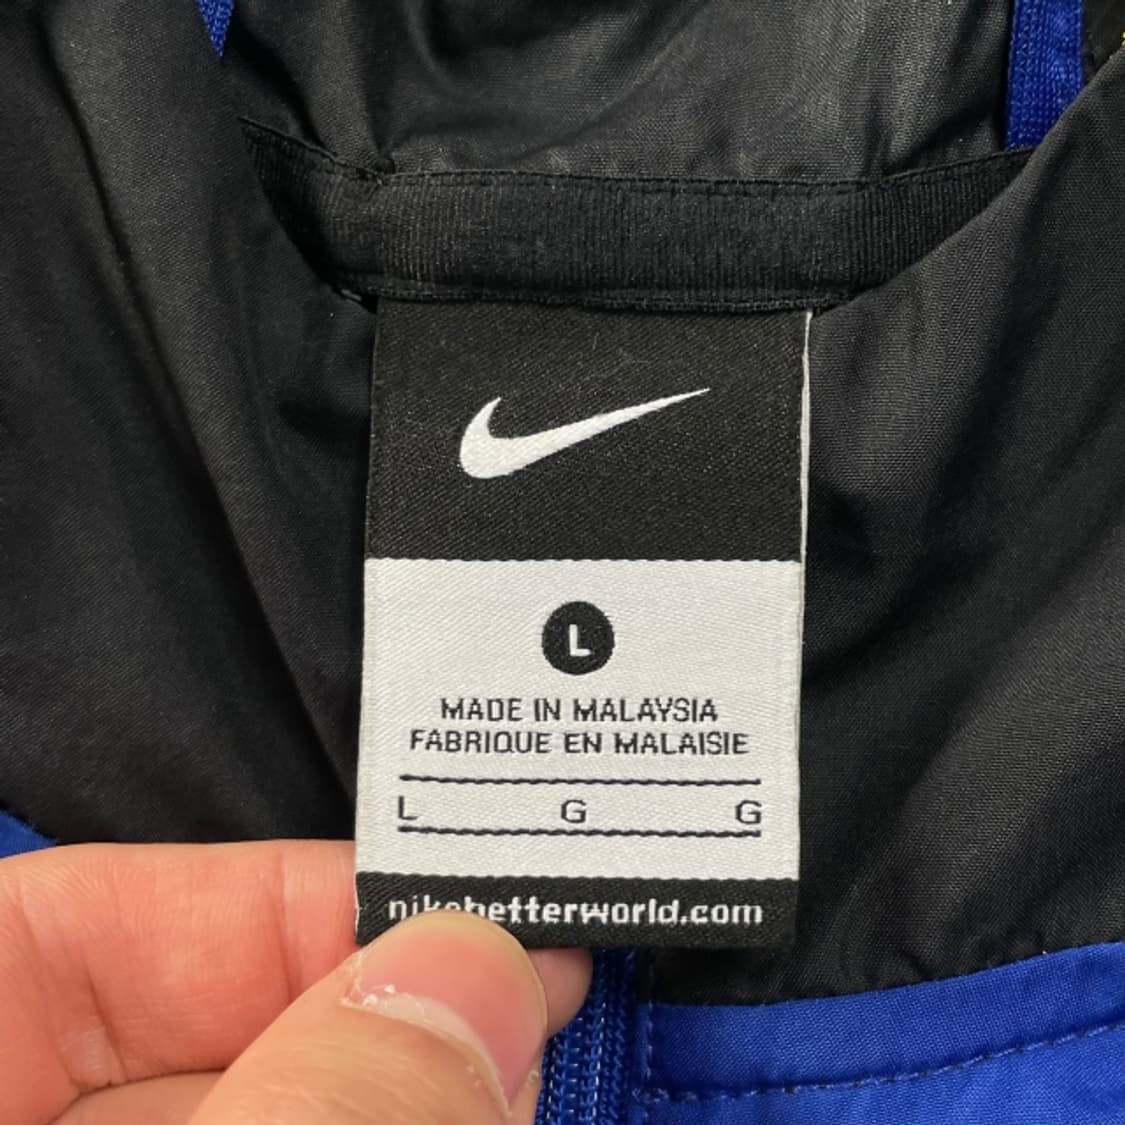 L
MADE IN MALAYSIA
FABRIQUE EN MALAISIE
L G G
nikebetterworld.com